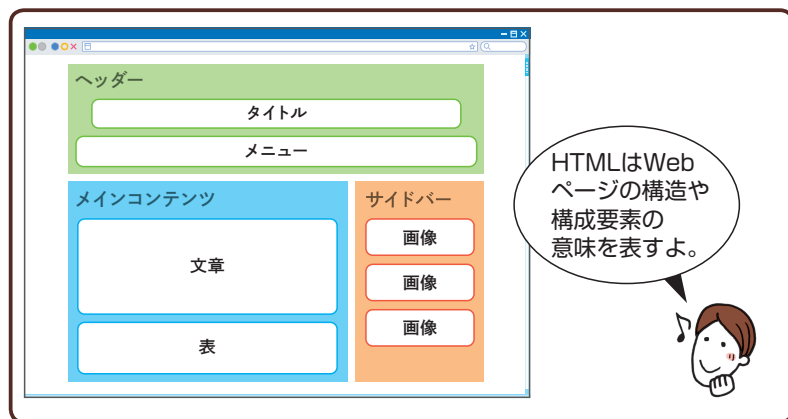 ヘッダー
タイトル
メニュー
メインコンテンツ
文章
表
サイドバー
画像
画像
画像
HTMLはWeb
ページの構造や
構成要素の
意味を表すよ。